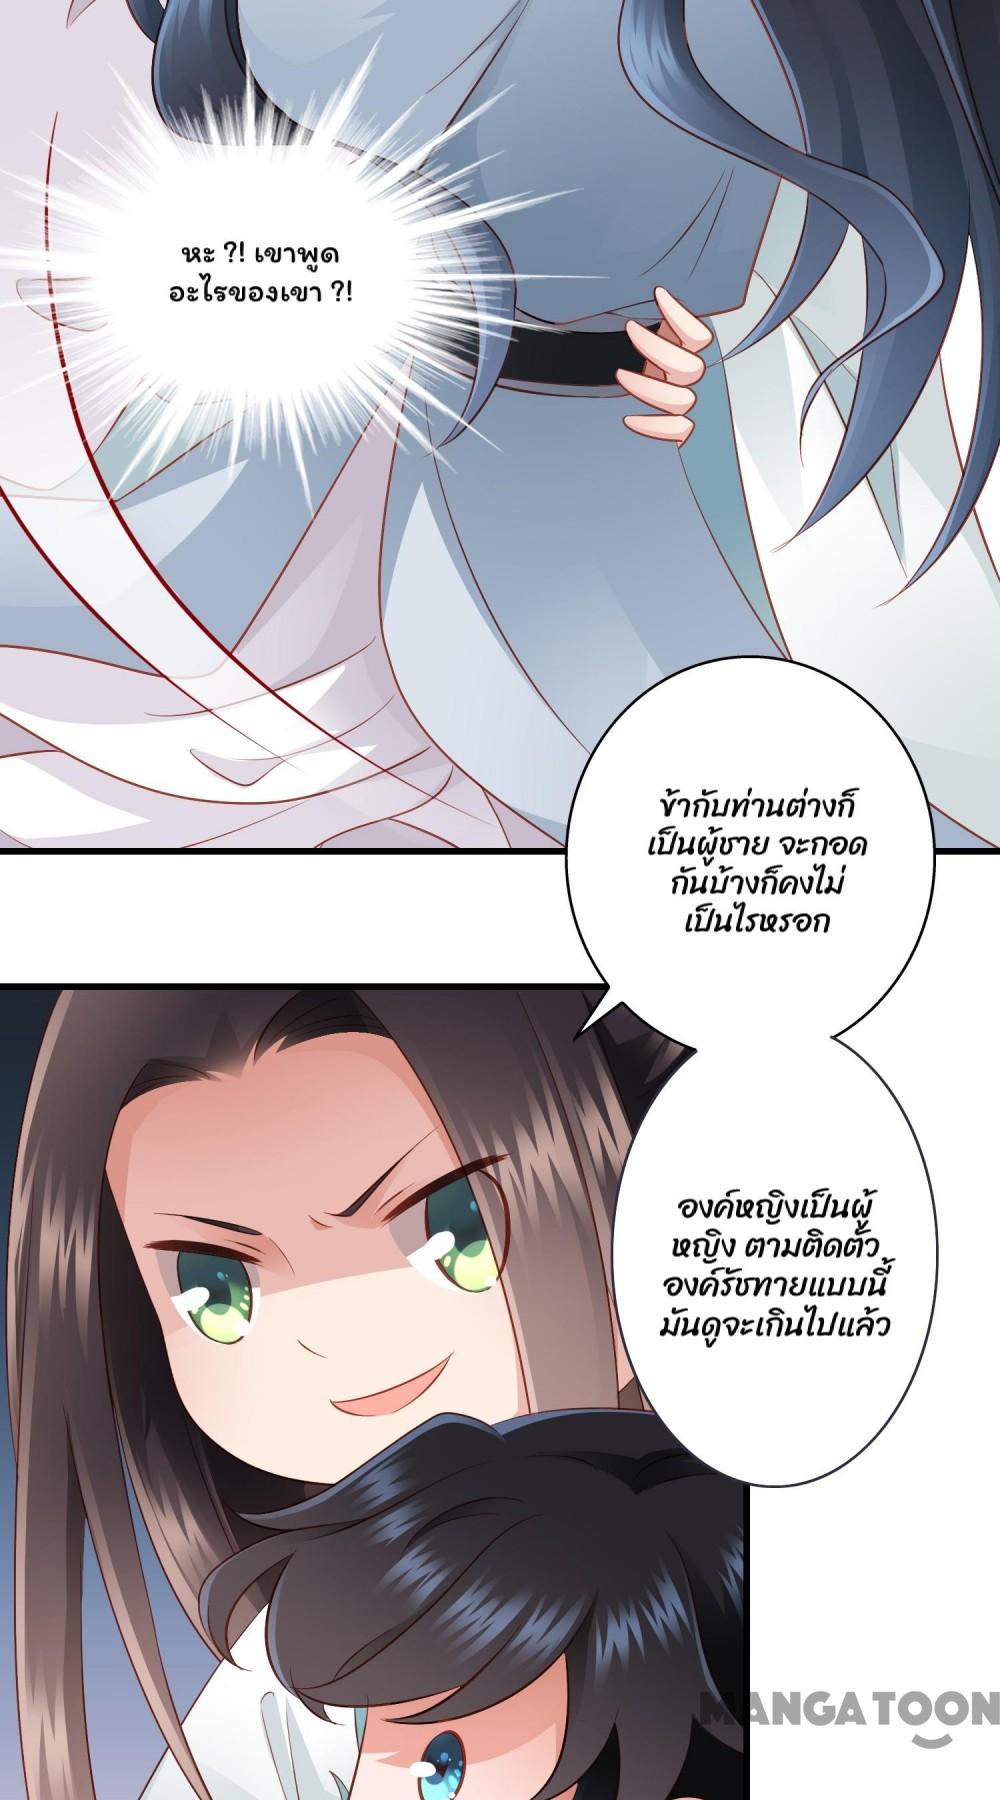 หะ ?! เขาพูด
อะไรของเขา ?!
ข้ากับท่านต่างก็
เป็นผู้ชาย จะกอด
กันบ้างก็คงไม่
เป็นไรหรอก
องค์หญิงเป็นผู้
หญิง ตามติดตัว
องค์รัชทายแบบนี้
มันดูจะเกินไปแล้ว
MANGATOON